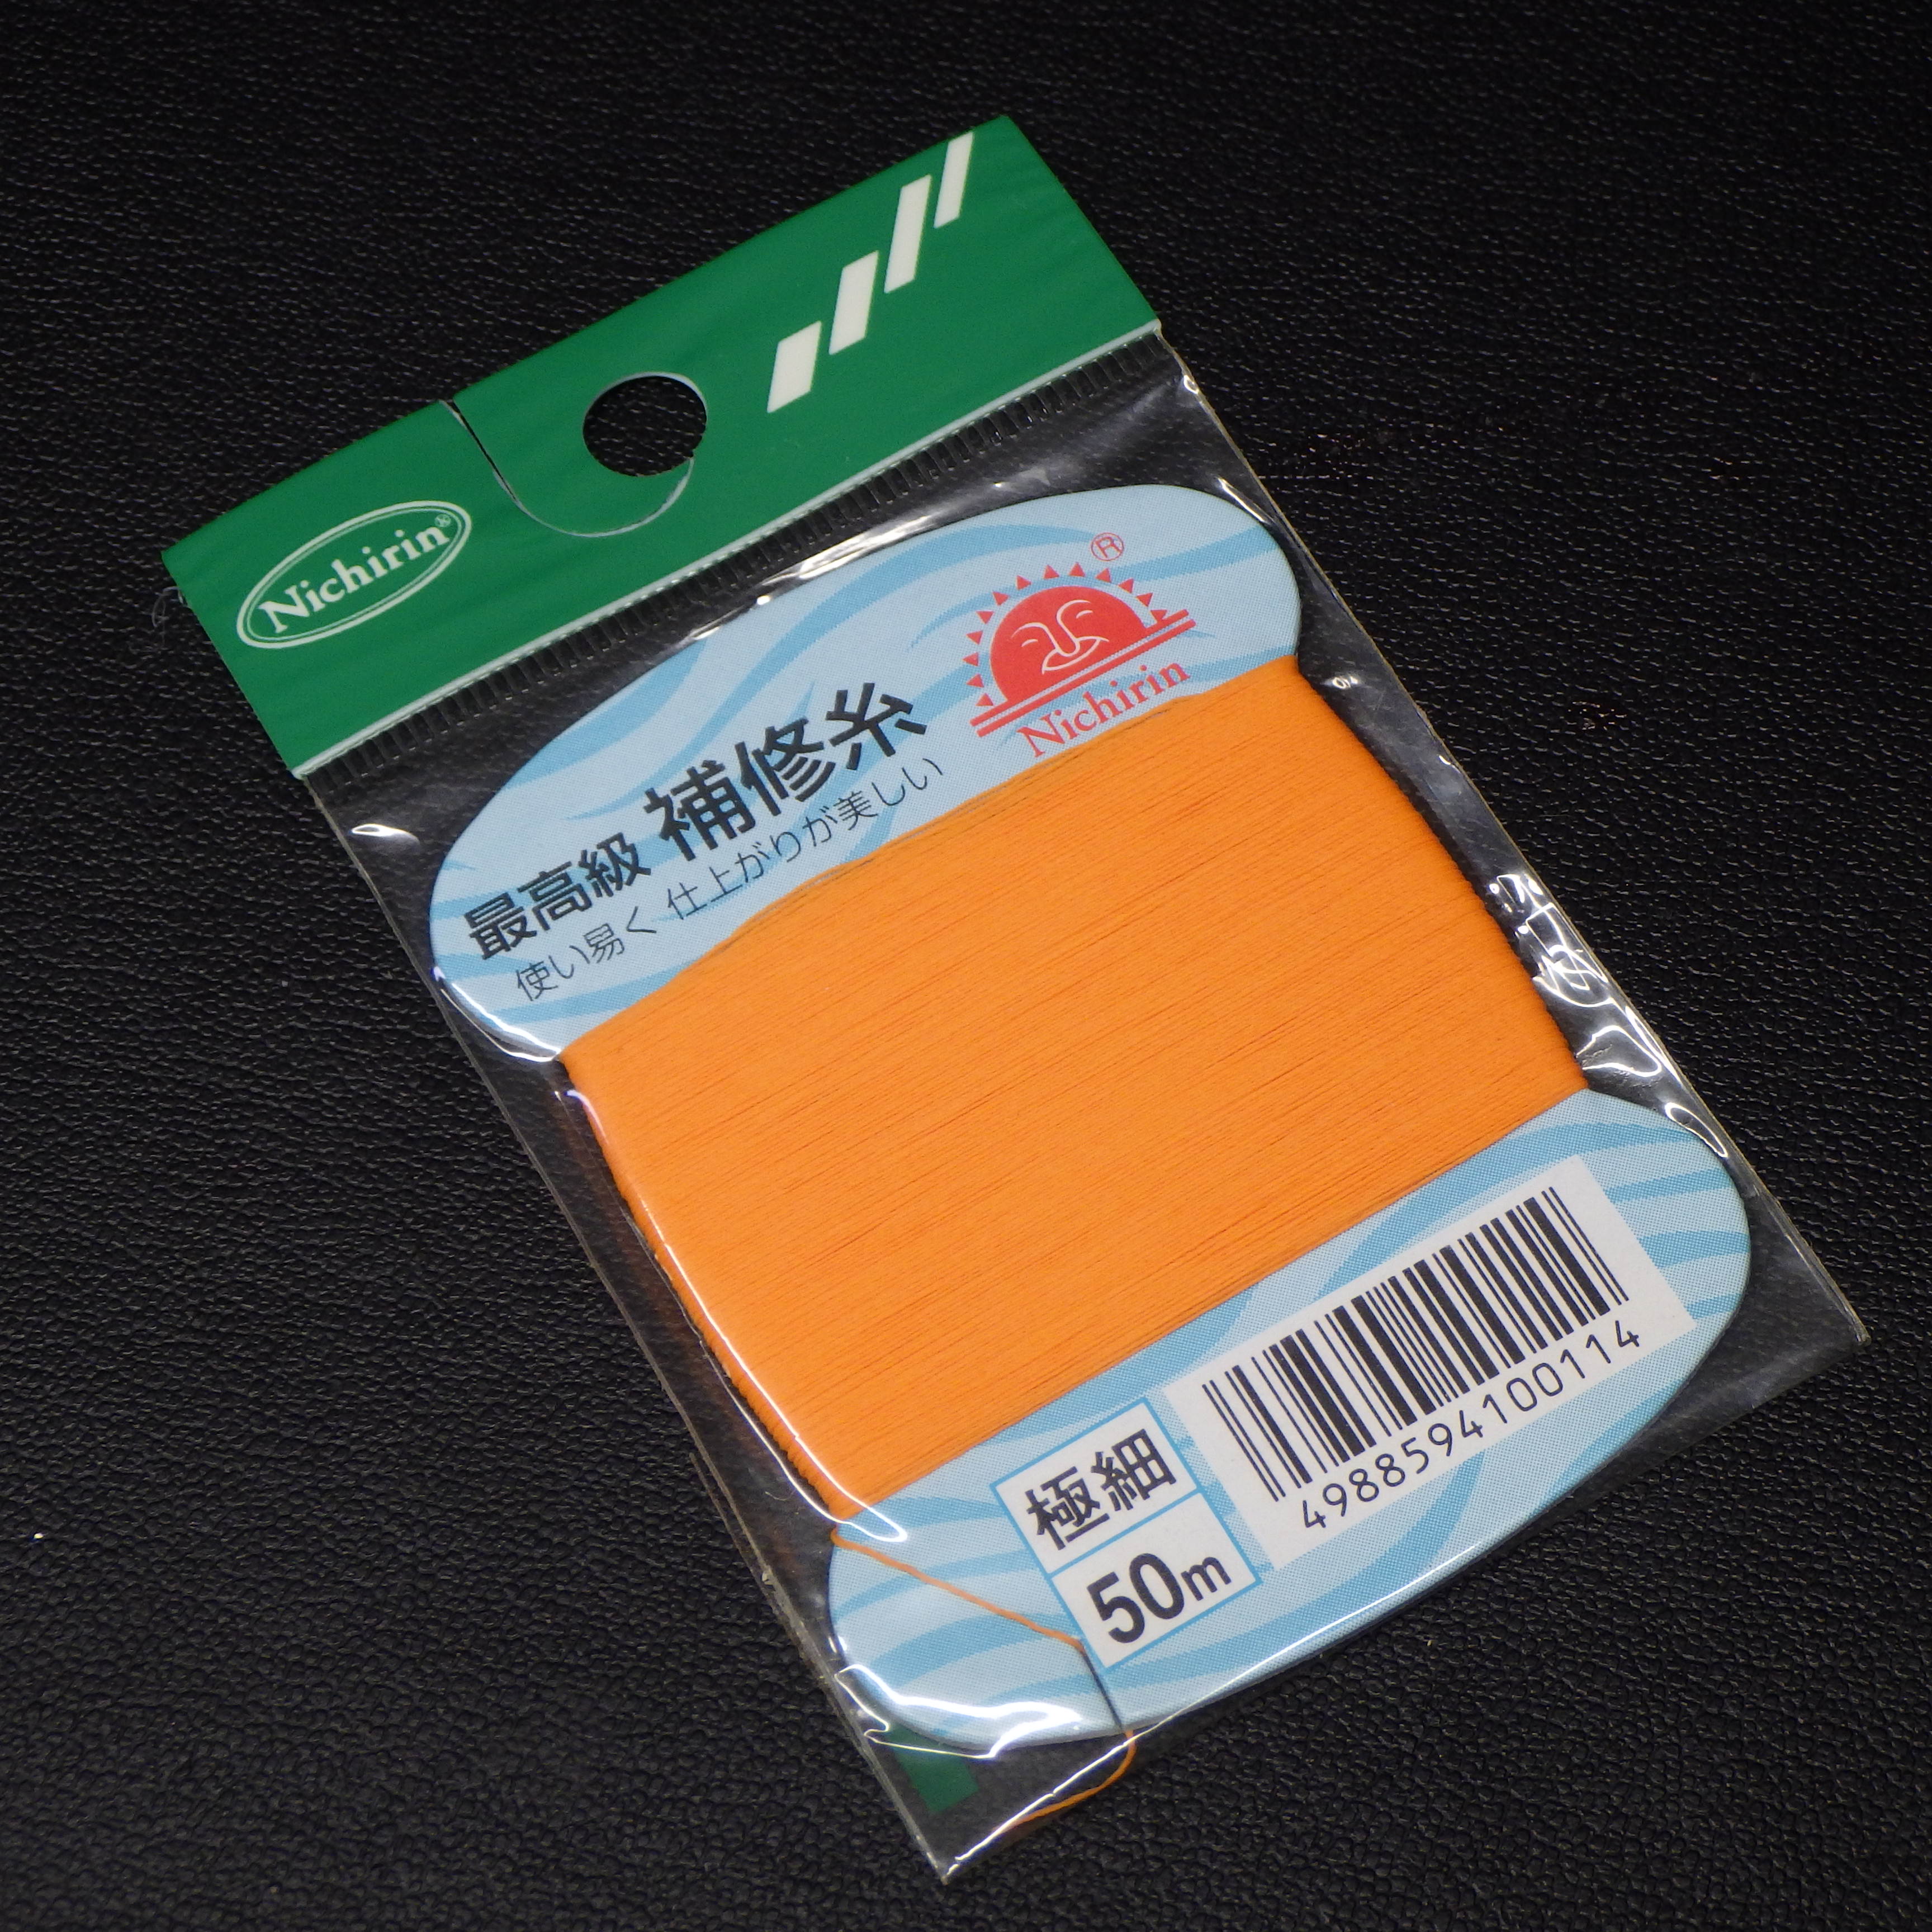 Nichirin®
®
Nichirin
最高級 補修糸
使い易く 仕上がりが美しい
4988594100114
極細
50m